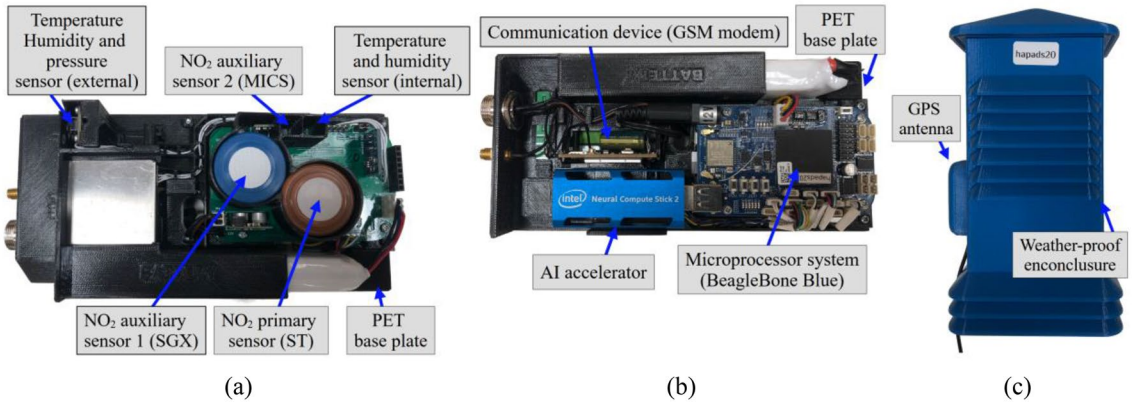 Temperature
Humidity and
pressure
sensor (external)
NO₂ auxiliary
sensor 2 (MICS)
Temperature
and humidity
sensor (internal)
NO₂ auxiliary
sensor 1 (SGX)
NO₂ primary
sensor (ST)
PET
base plate
(a)
Communication device (GSM modem)
PET
base plate
BATTERY
intel
Neural Compute Stick 2
hapads20
AI accelerator
Microprocessor system
(BeagleBone Blue)
(b)
hapads20
GPS
antenna
Weather-proof
enconclusure
(c)